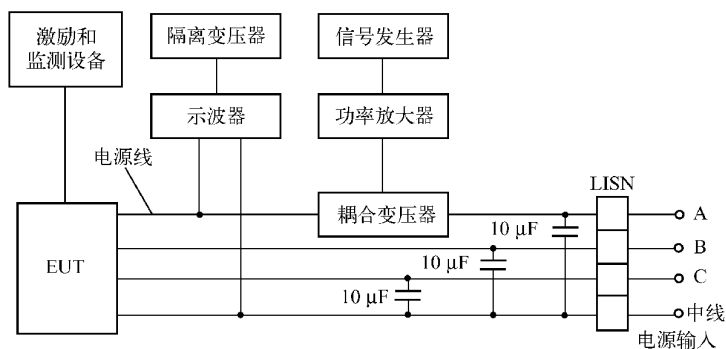 激励和
监测设备
隔离变压器
信号发生器
示波器
功率放大器
电源线
耦合变压器
LISN
A
10 μF
B
EUT
10 μF
C
10 μF
中线
电源输入